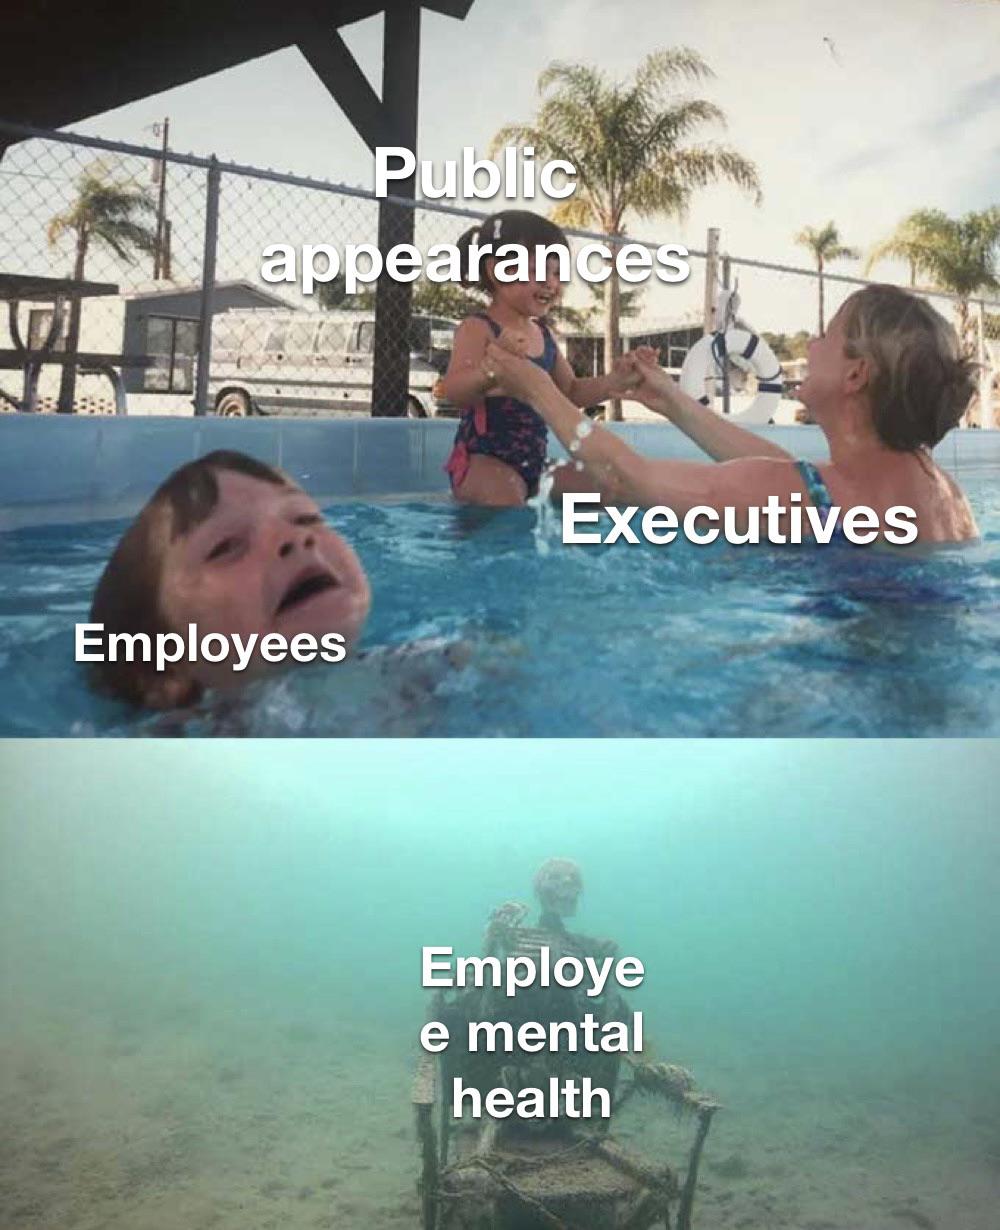 Public
appearances
Executives
Employees
Employe
e mental
health